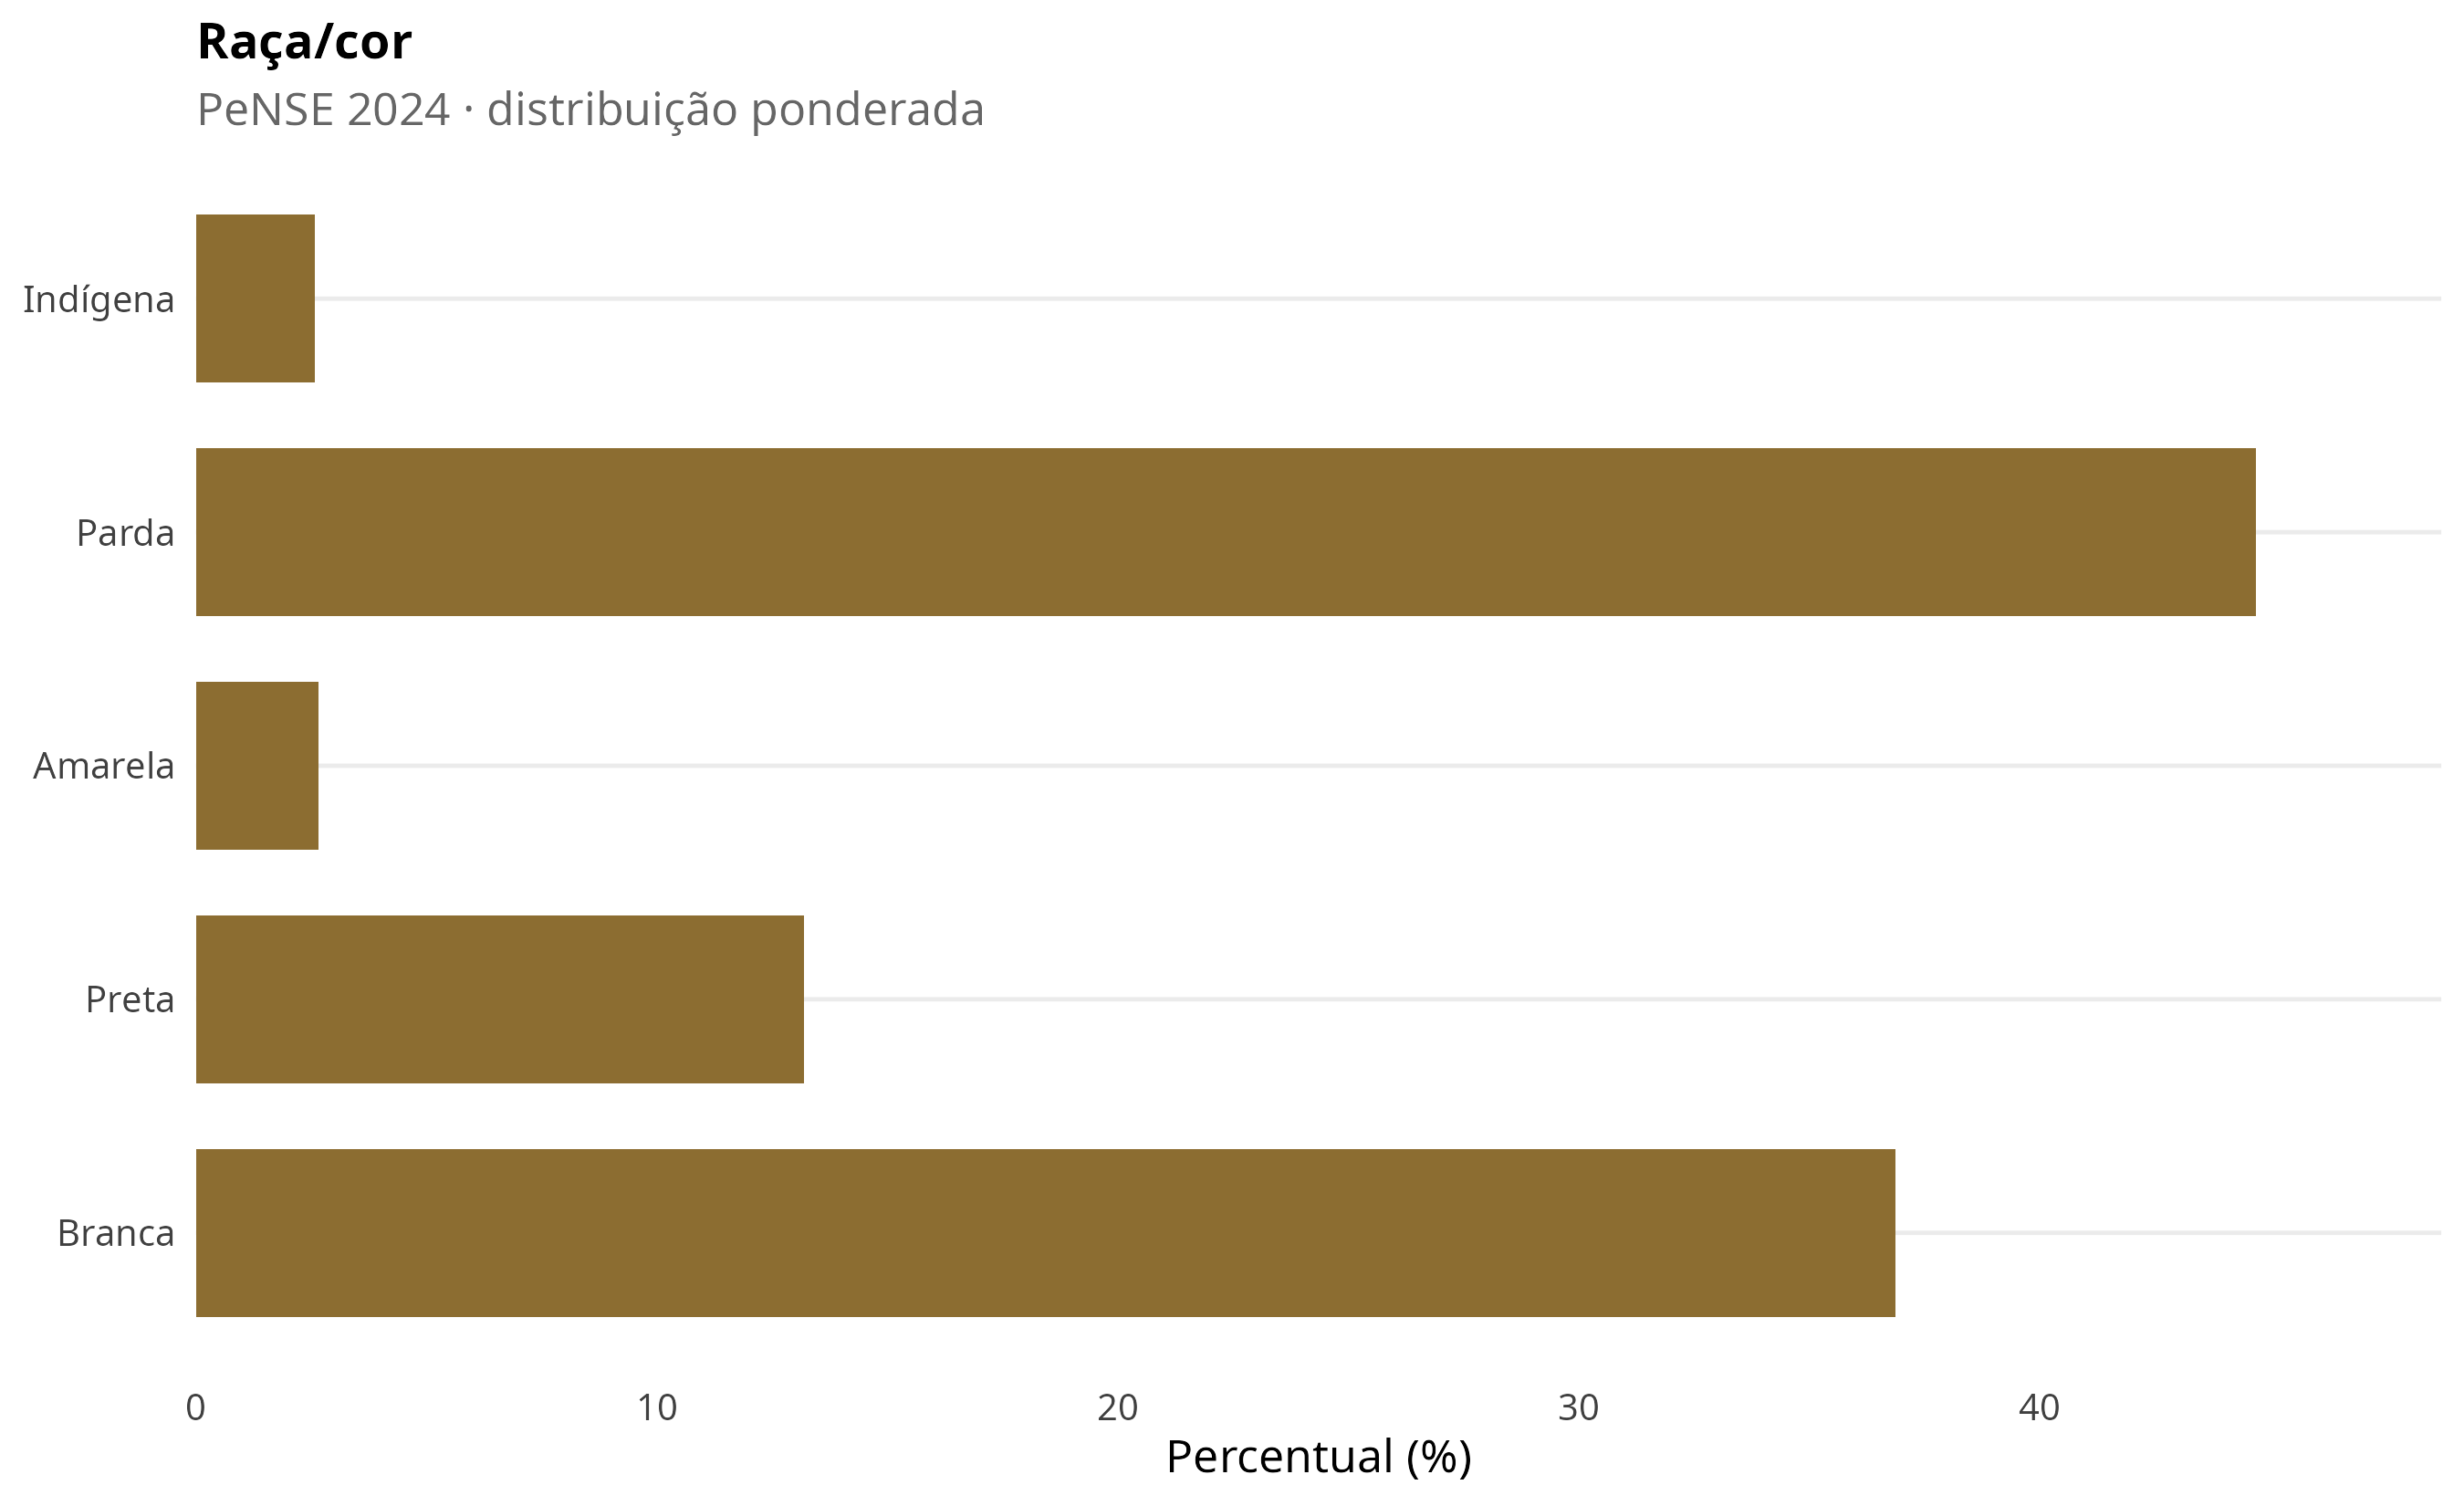 Raça/cor
PeNSE 2024 · distribuição ponderada
Indígena
Parda
Amarela
Preta
Branca
0 10 20 30 40
Percentual (%)